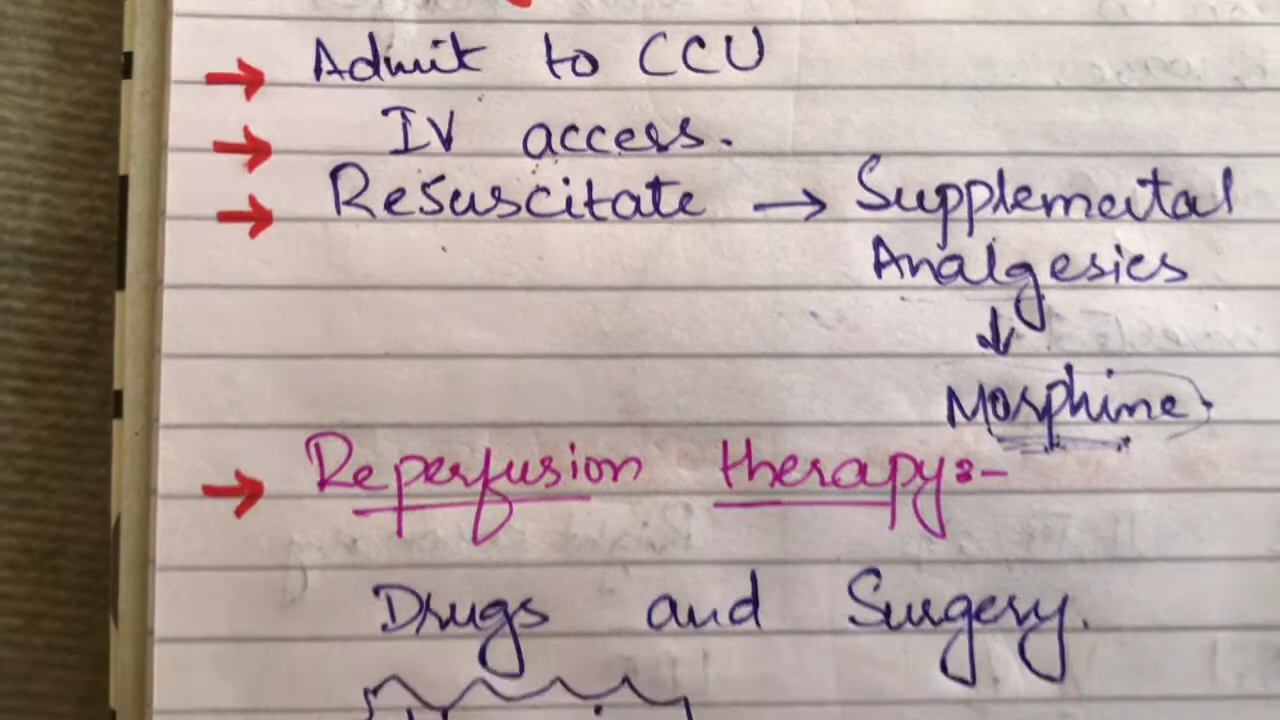 → Admit to CCU
→ IV access.
→ Resuscitate → Supplemental
Analgesics
↓
Morphine
→ Reperfusion therapy:-
Drugs and Surgery.